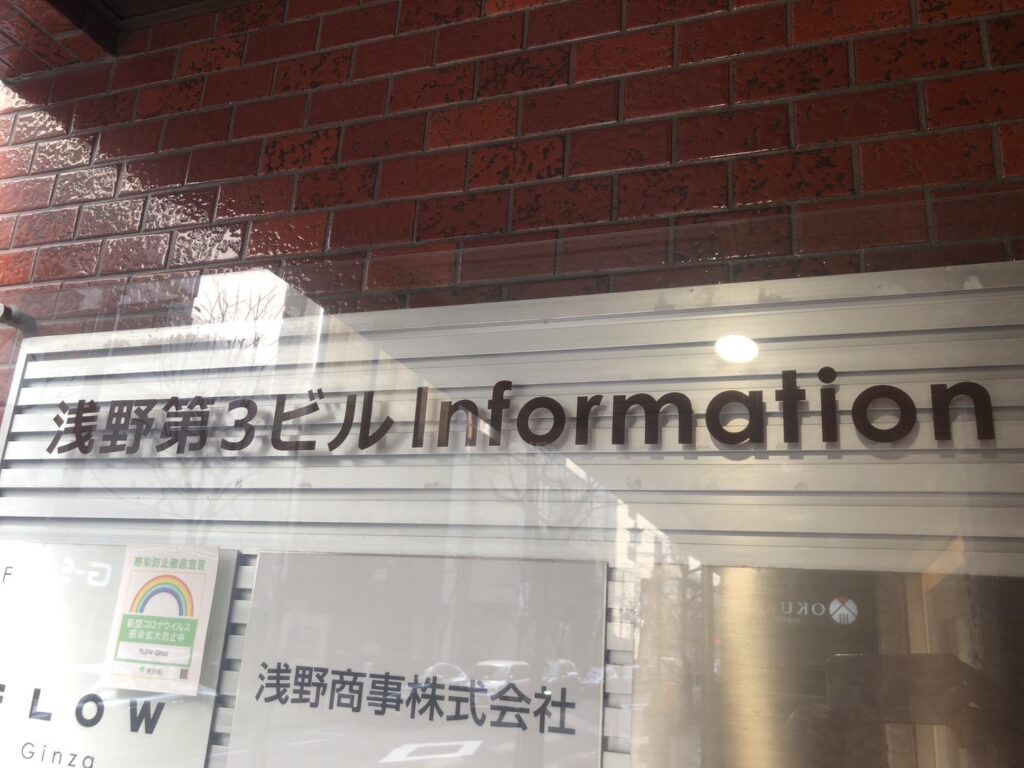 浅野第3ビル Information
F
感染防止徹底宣言
新型コロナウイルス
感染拡大防止中
FLOW Ginza
FLOW
Ginza
浅野商事株式会社
OKU